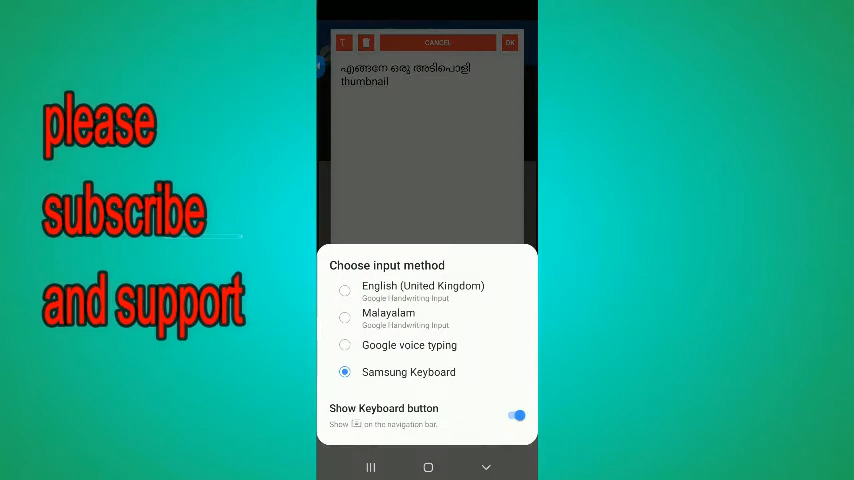 please
subscribe
and support
T
CANCEL
OK
എങ്ങനേ ഒരു അടിപൊളി
thumbnail
Choose input method
English (United Kingdom)
Google Handwriting Input
Malayalam
Google Handwriting Input
Google voice typing
Samsung Keyboard
Show Keyboard button
Show on the navigation bar.